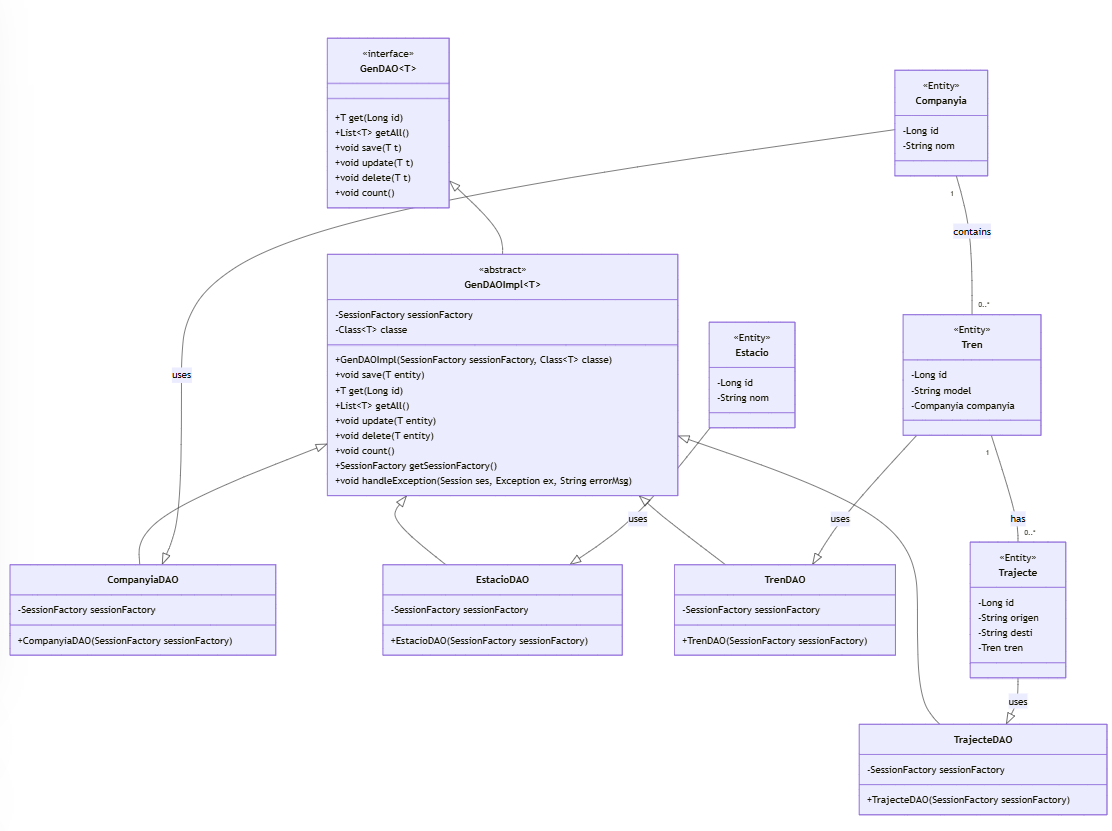 «interface»
GenDAO<T>
+T get(Long id)
+List<T> getAll()
+void save(T t)
+void update(T t)
+void delete(T t)
+void count()
«Entity»
Companyia
-Long id
-String nom
1
contains
0..*
«abstract»
GenDAOImpl<T>
-SessionFactory sessionFactory
-Class<T> classe
+GenDAOImpl(SessionFactory sessionFactory, Class<T> classe)
+void save(T entity)
+T get(Long id)
+List<T> getAll()
+void update(T entity)
+void delete(T entity)
+void count()
+SessionFactory getSessionFactory()
+void handleException(Session ses, Exception ex, String errorMsg)
«Entity»
Estacio
-Long id
-String nom
«Entity»
Tren
-Long id
-String model
-Companyia companyia
uses
1
uses
uses
has
0..*
CompanyiaDAO
-SessionFactory sessionFactory
+CompanyiaDAO(SessionFactory sessionFactory)
EstacioDAO
-SessionFactory sessionFactory
+EstacioDAO(SessionFactory sessionFactory)
TrenDAO
-SessionFactory sessionFactory
+TrenDAO(SessionFactory sessionFactory)
«Entity»
Trajecte
-Long id
-String origen
-String desti
-Tren tren
uses
TrajecteDAO
-SessionFactory sessionFactory
+TrajecteDAO(SessionFactory sessionFactory)